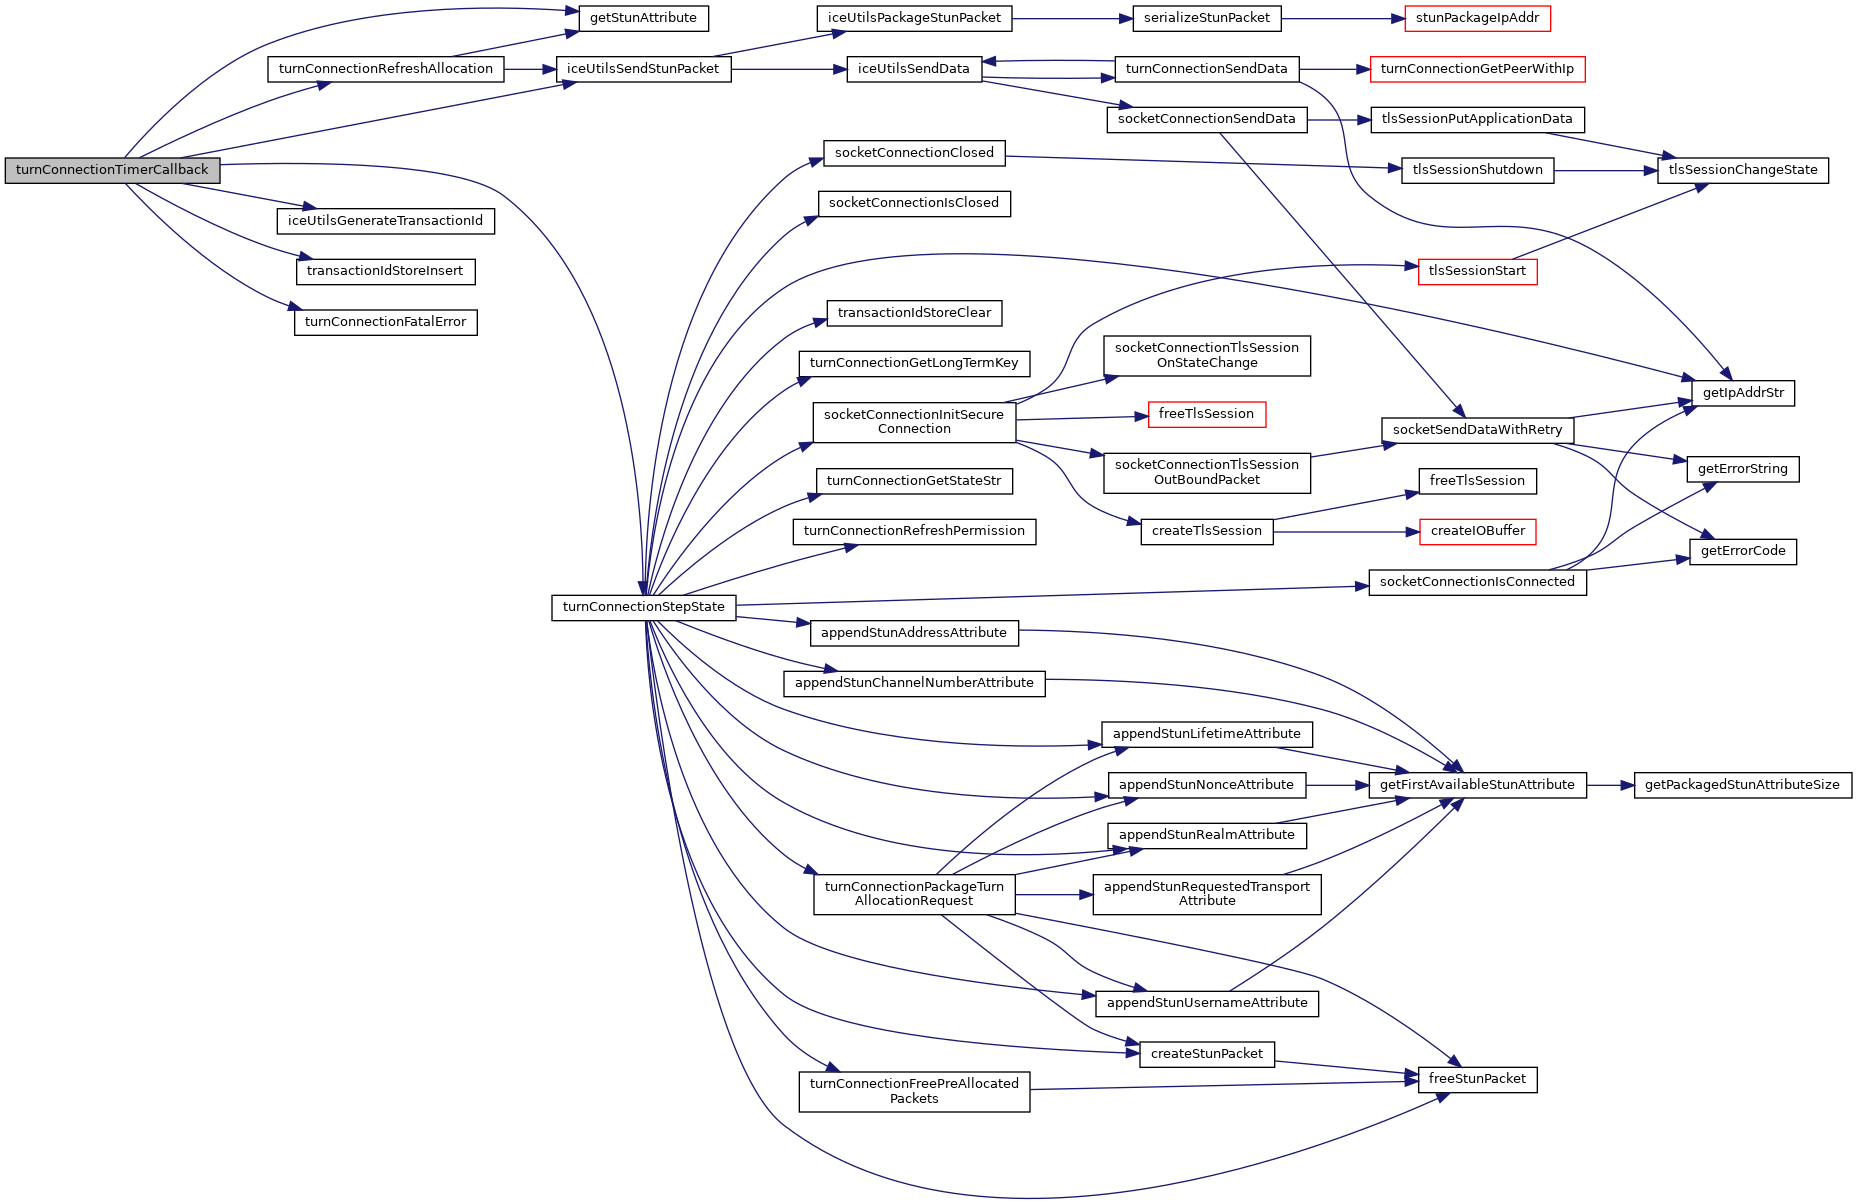 getStunAttribute
iceUtilsPackageStunPacket
serializeStunPacket
stunPackageIpAddr
turnConnectionRefreshAllocation
iceUtilsSendStunPacket
iceUtilsSendData
turnConnectionSendData
turnConnectionGetPeerWithIp
socketConnectionSendData
tlsSessionPutApplicationData
turnConnectionTimerCallback
socketConnectionClosed
tlsSessionShutdown
tlsSessionChangeState
iceUtilsGenerateTransactionId
socketConnectionIsClosed
transactionIdStoreInsert
tlsSessionStart
turnConnectionFatalError
transactionIdStoreClear
socketConnectionTlsSession
OnStateChange
turnConnectionGetLongTermKey
getIpAddrStr
socketConnectionInitSecure
Connection
freeTlsSession
socketSendDataWithRetry
socketConnectionTlsSession
OutBoundPacket
getErrorString
turnConnectionGetStateStr
freeTlsSession
turnConnectionRefreshPermission
createTlsSession
createIOBuffer
getErrorCode
socketConnectionIsConnected
turnConnectionStepState
appendStunAddressAttribute
appendStunChannelNumberAttribute
appendStunLifetimeAttribute
appendStunNonceAttribute
getFirstAvailableStunAttribute
getPackagedStunAttributeSize
appendStunRealmAttribute
turnConnectionPackageTurn
AllocationRequest
appendStunRequestedTransport
Attribute
appendStunUsernameAttribute
createStunPacket
turnConnectionFreePreAllocated
Packets
freeStunPacket